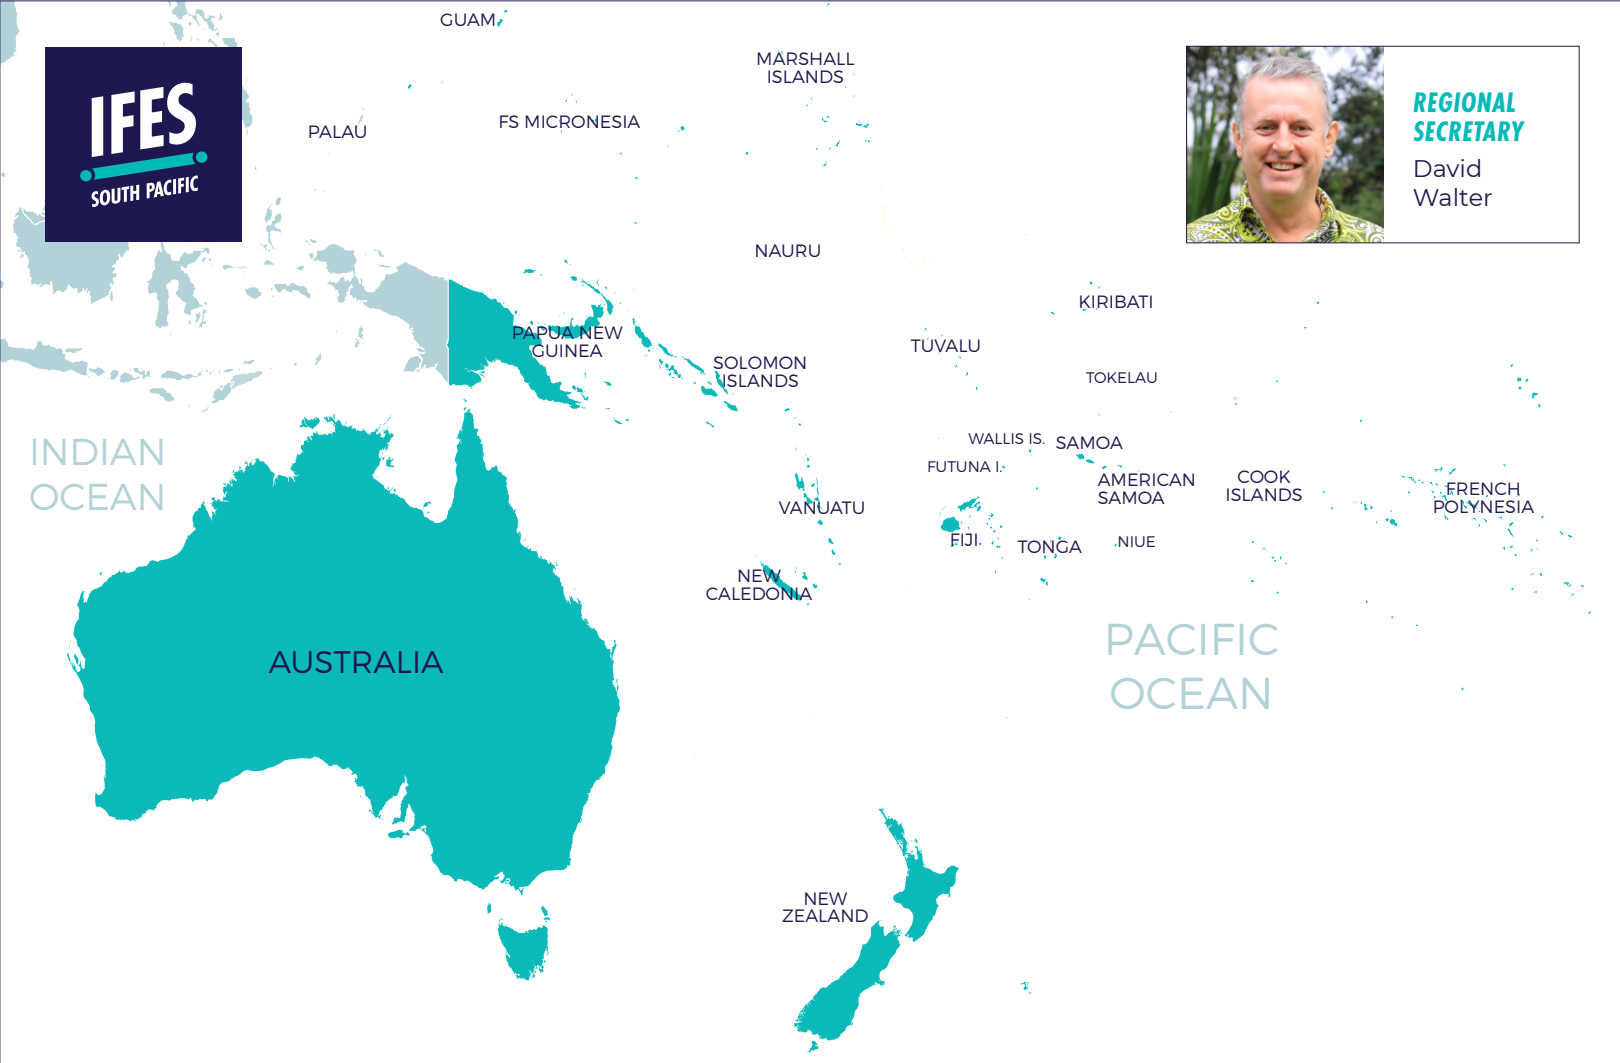 GUAM
MARSHALL
ISLANDS
IFES
SOUTH PACIFIC
REGIONAL
SECRETARY
David
Walter
PALAU
FS MICRONESIA
NAURU
KIRIBATI
PAPUA NEW
GUINEA
TUVALU
SOLOMON
ISLANDS
TOKELAU
INDIAN
OCEAN
WALLIS IS.
SAMOA
FUTUNA I.
AMERICAN
SAMOA
COOK
ISLANDS
FRENCH
POLYNESIA
VANUATU
FIJI
TONGA
NIUE
NEW
CALEDONIA
PACIFIC
OCEAN
AUSTRALIA
NEW
ZEALAND